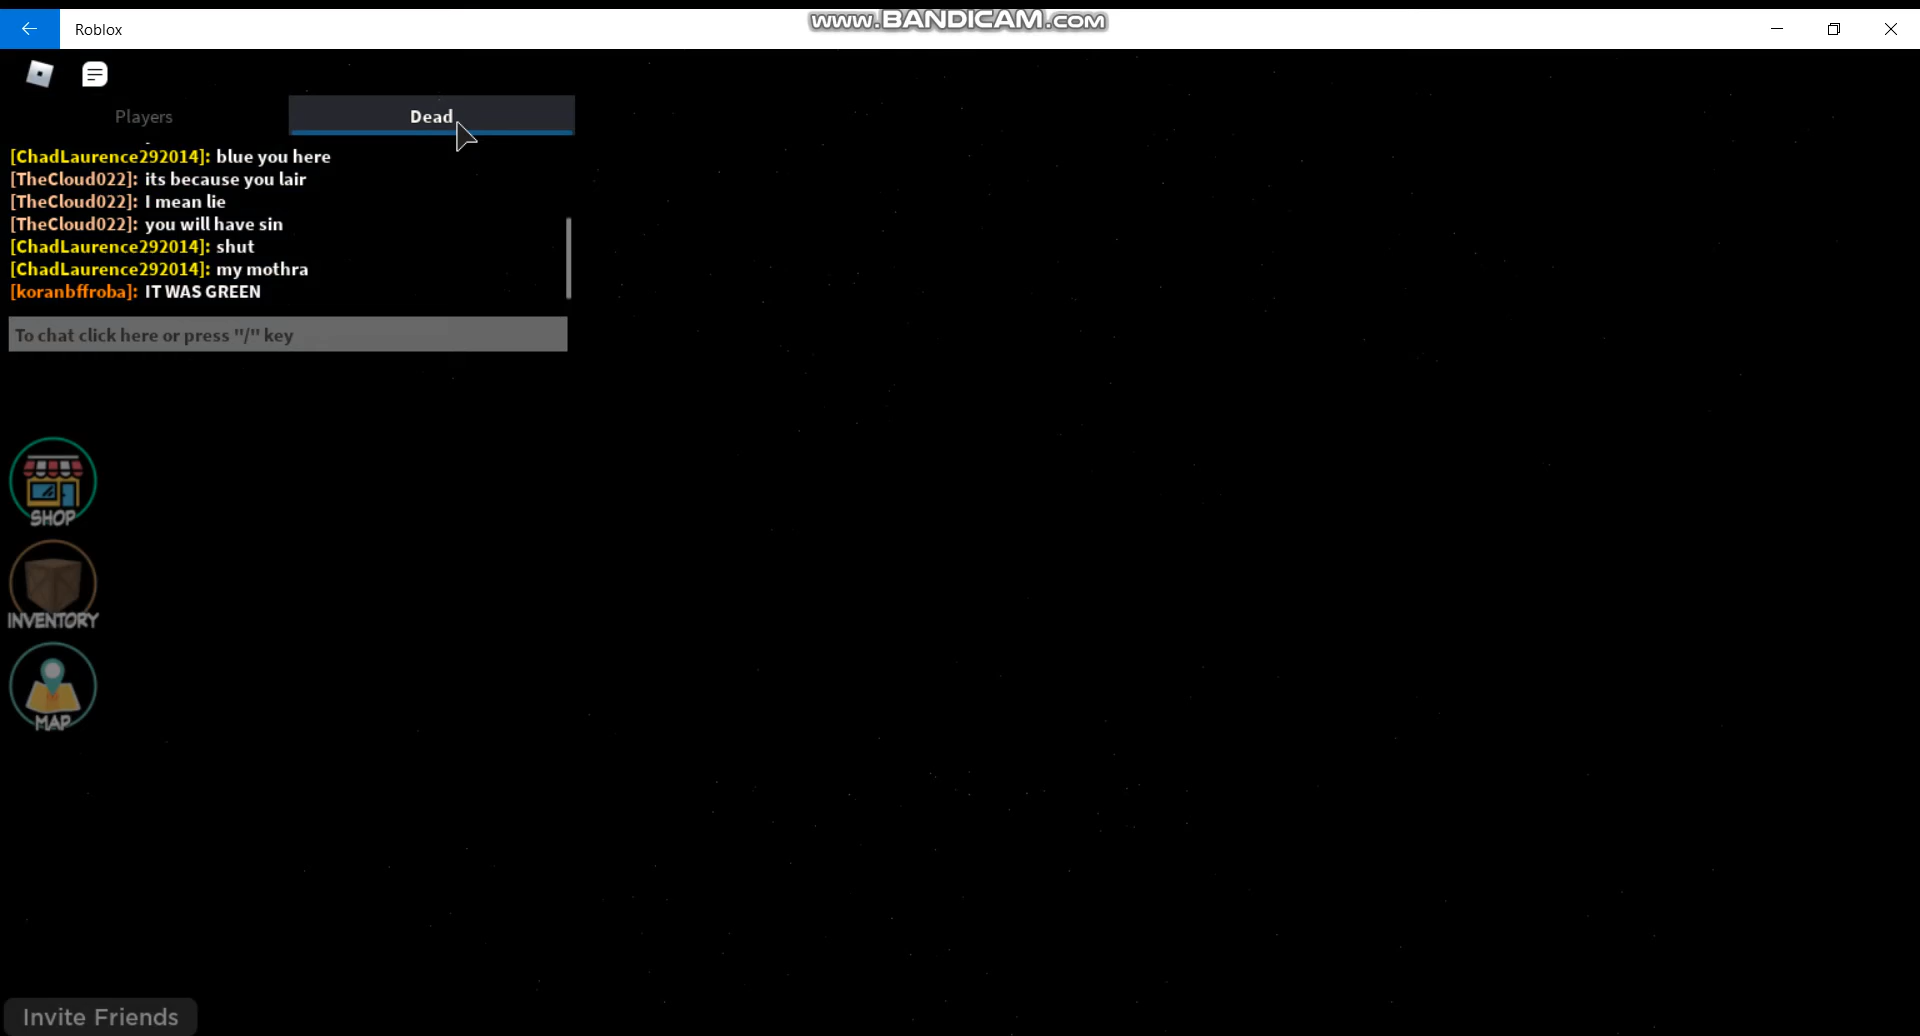 www.BANDICAM.com
Roblox
Players
Dead
[ChadLaurence292014]: blue you here
[TheCloud022]: its because you lair
[TheCloud022]: I mean lie
[TheCloud022]: you will have sin
[ChadLaurence292014]: shut
[ChadLaurence292014]: my mothra
[koranbffroba]: IT WAS GREEN
To chat click here or press "/" key
SHOP
INVENTORY
MAP
Invite Friends